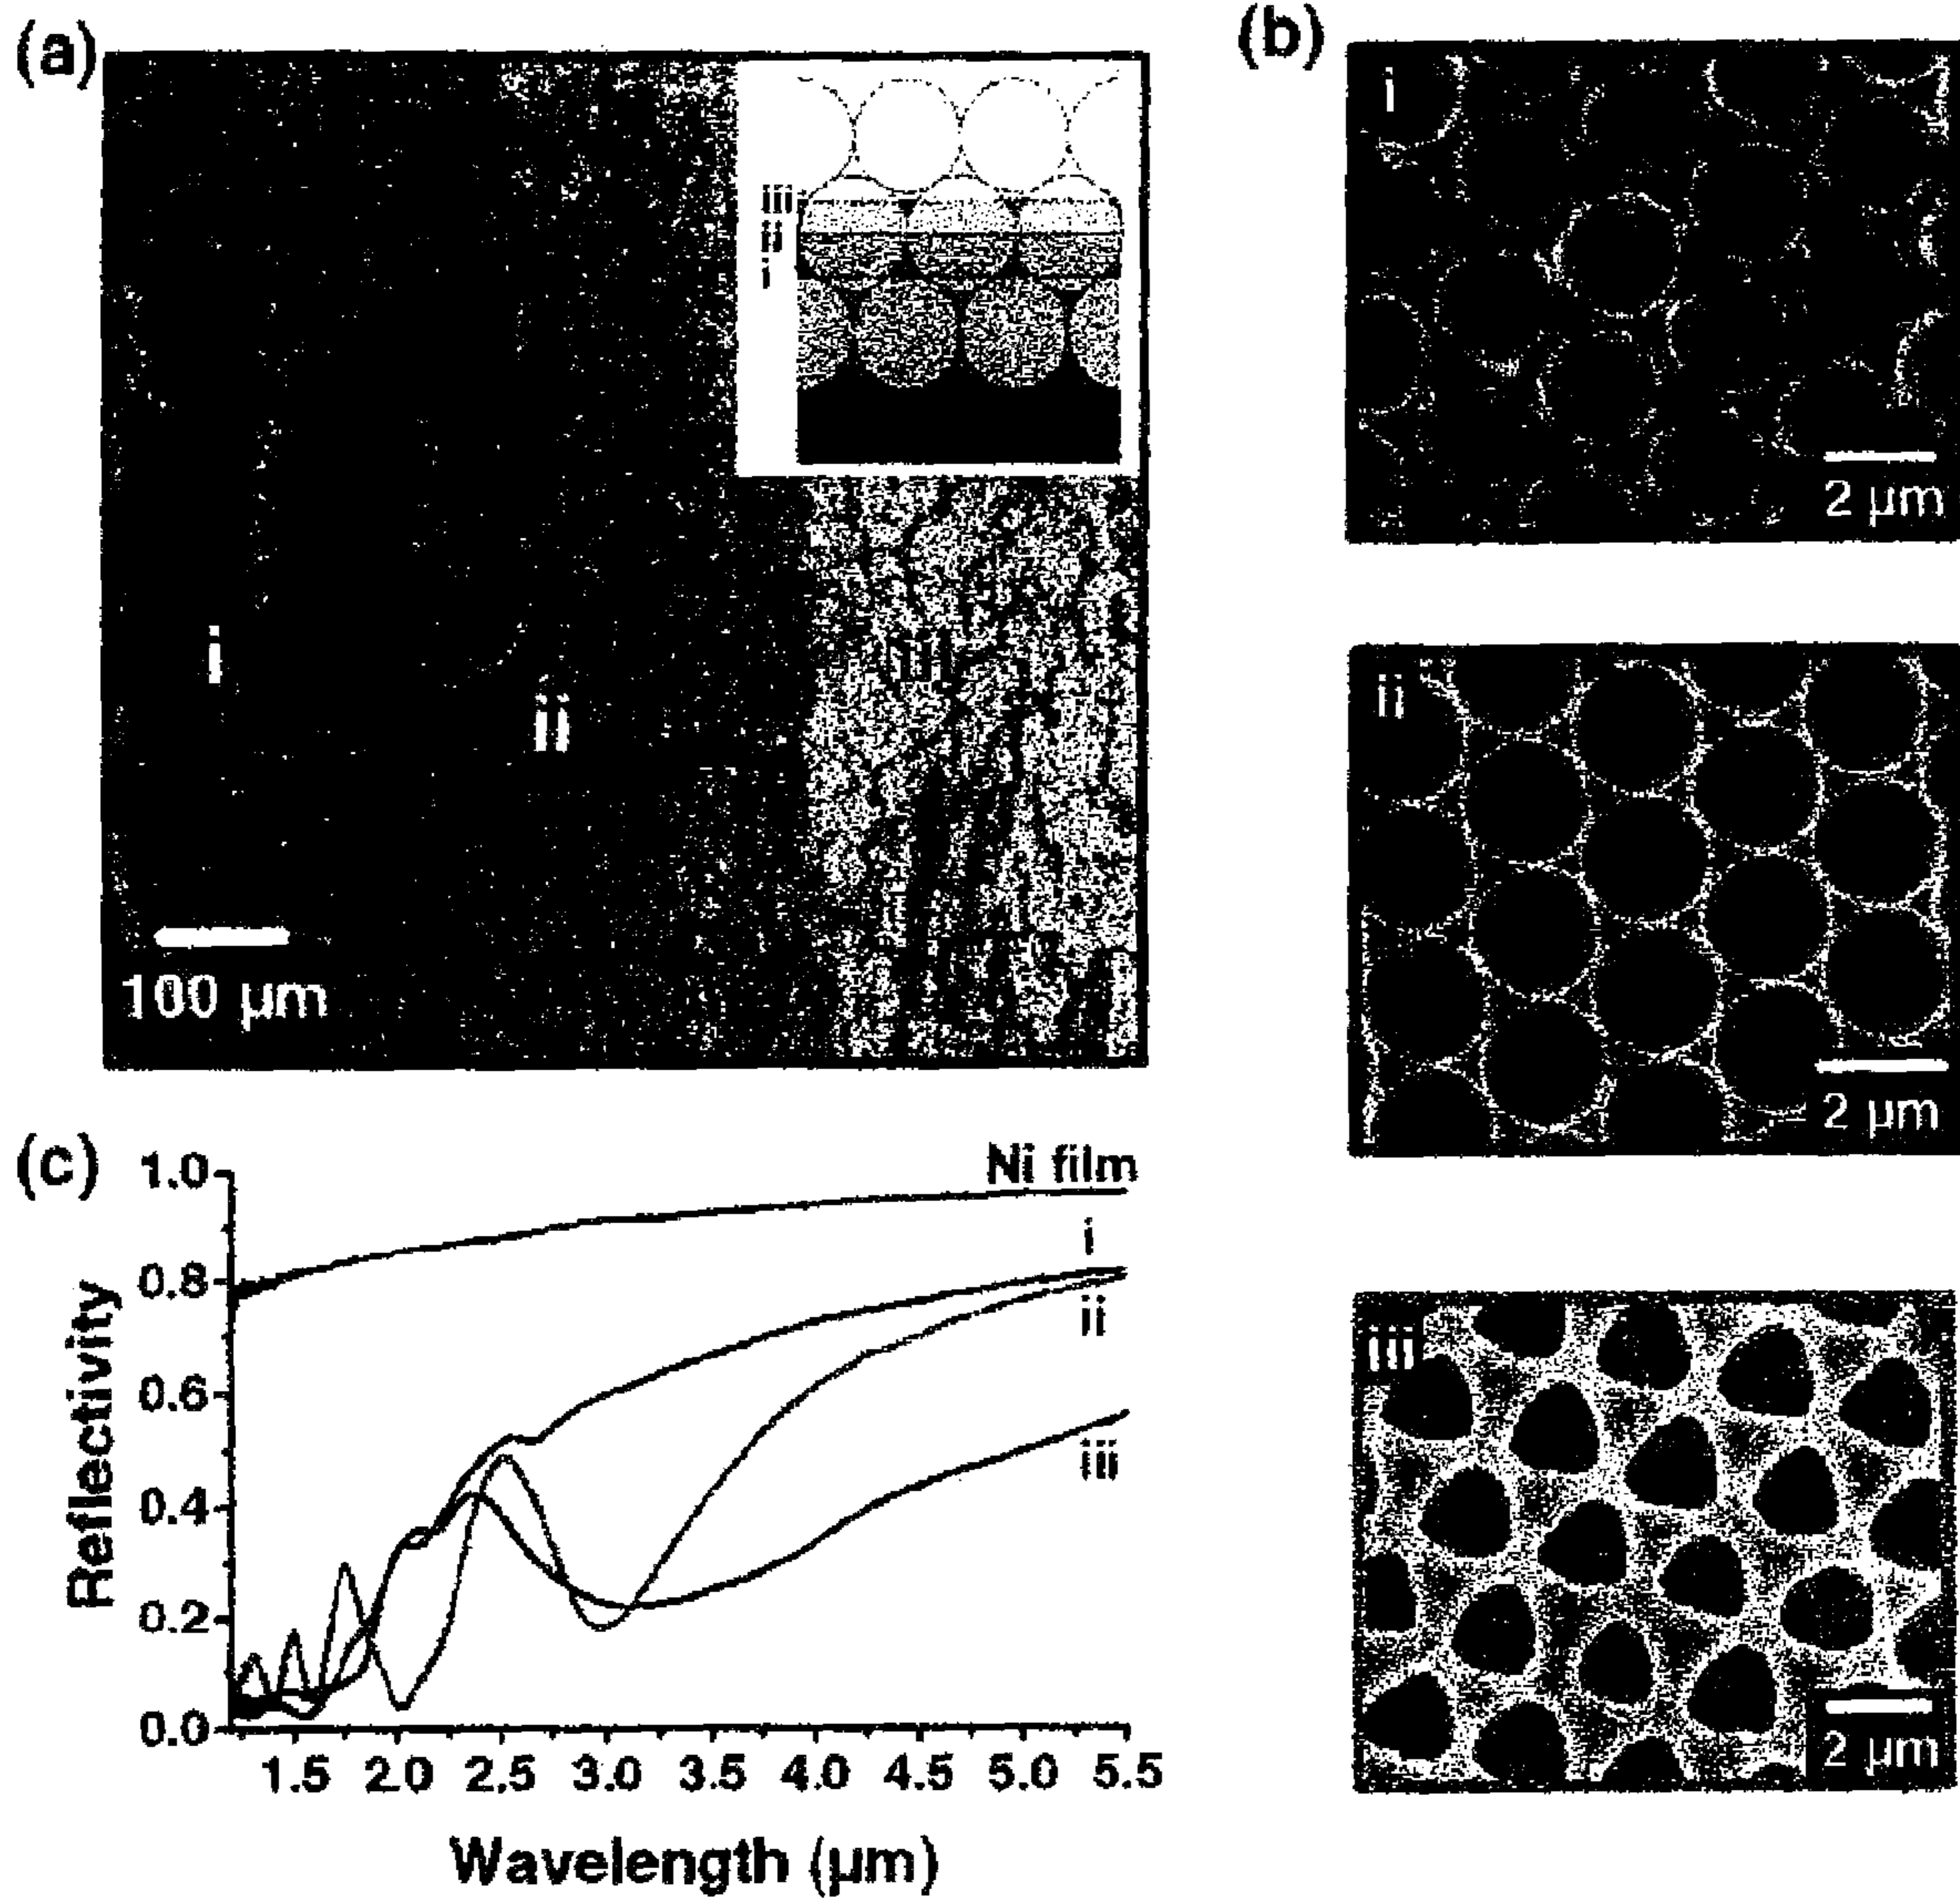 (a)
iii
ii
i
i
ii
iii
100 µm
(b)
i
2 µm
ii
2 µm
iii
2 µm
(c)
Ni film
i
ii
iii
Reflectivity
1.0
0.8
0.6
0.4
0.2
0.0
1.5 2.0 2.5 3.0 3.5 4.0 4.5 5.0 5.5
Wavelength (µm)